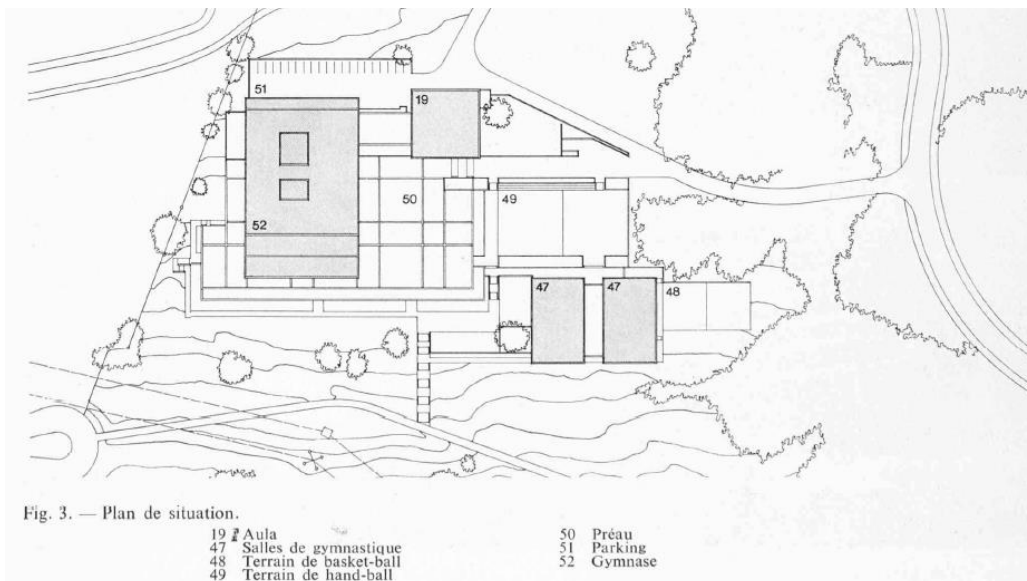 51
19
50
49
52
47
47
48
Fig. 3. — Plan de situation.
19 Aula
47 Salles de gymnastique
48 Terrain de basket-ball
49 Terrain de hand-ball
50 Préau
51 Parking
52 Gymnase